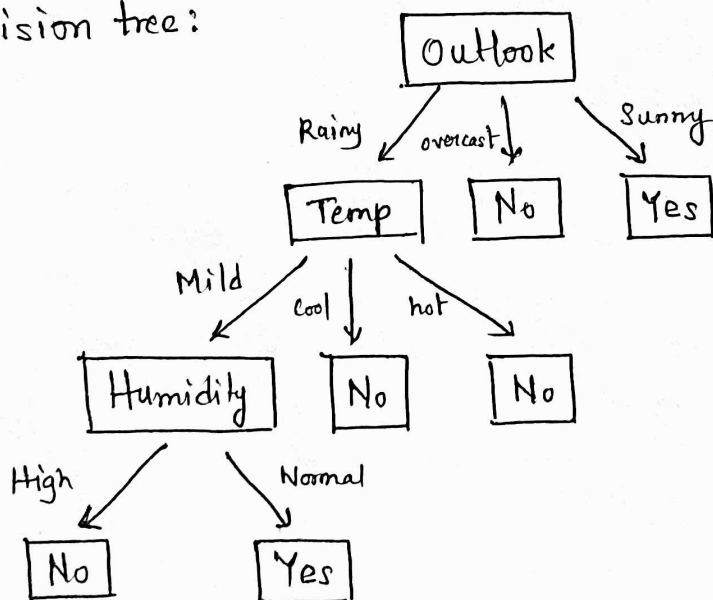 ision tree:
Outlook
Rainy
overcast
Sunny
Temp
No
Yes
Mild
Cool
hot
Humidity
No
No
High
Normal
No
Yes